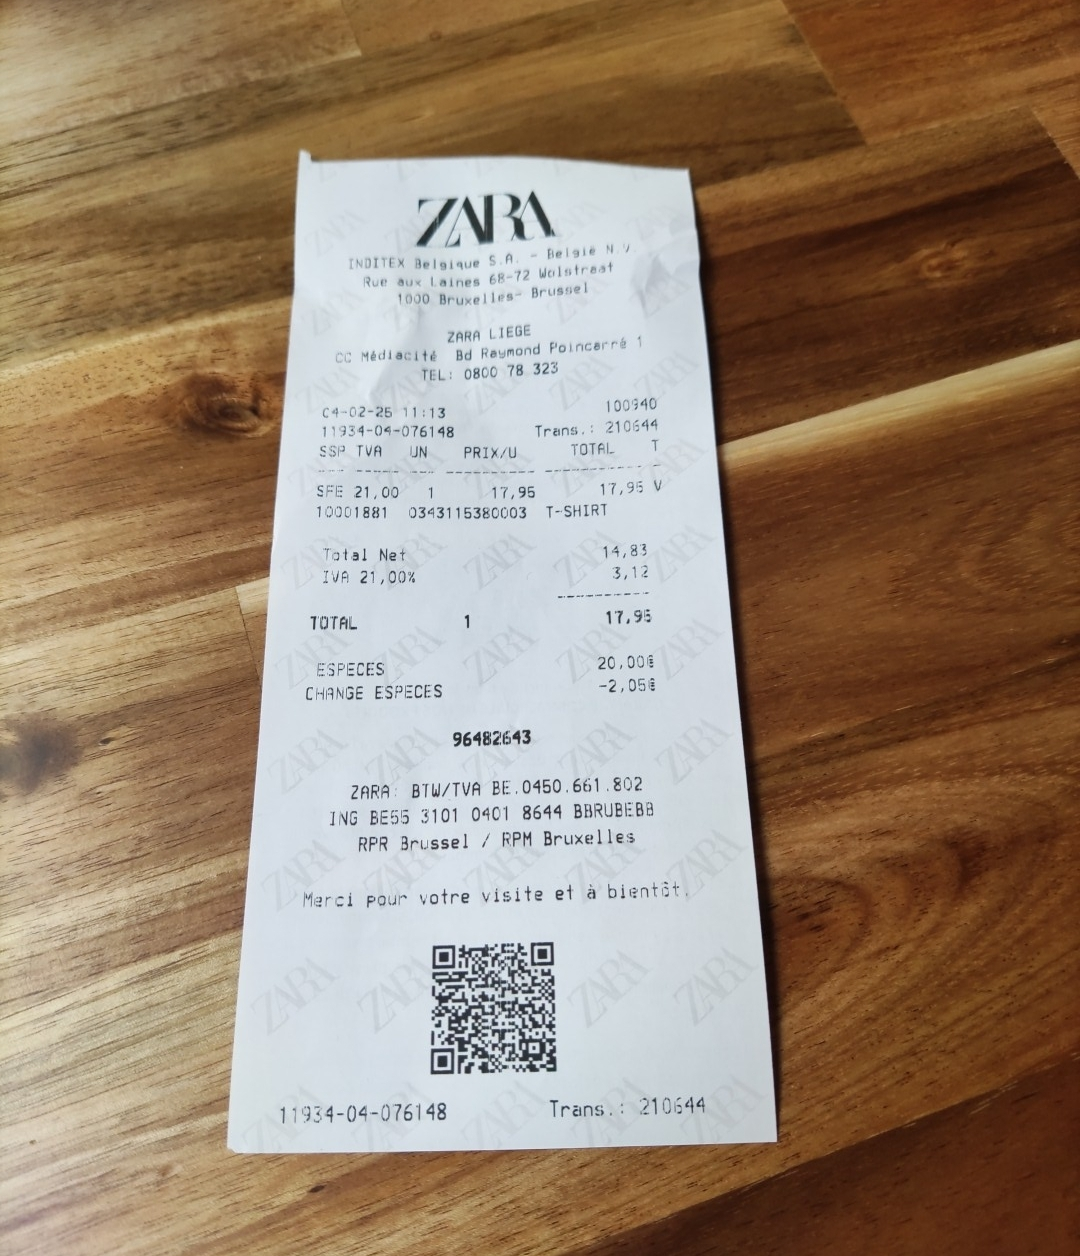 ZARA
INDITEX Belgique S.A. - België N.V.
Rue aux Laines 68-72 Wolstraat
1000 Bruxelles- Brussel
ZARA LIEGE
CC Médiacité Bd Raymond Poincarré 1
TEL: 0800 78 323
04-02-25 11:13 100940
11934-04-076148 Trans.: 210644
SSP TVA UN PRIX/U TOTAL T
SFE 21,00 1 17,95 17,95 V
10001881 0343115380003 T-SHIRT
Total Net 14,83
IVA 21,00% 3,12
TOTAL 1 17,95
ESPECES 20,00€
CHANGE ESPECES -2,05€
96482643
ZARA: BTW/TVA BE.0450.661.802
ING BE55 3101 0401 8644 BBRUBEBB
RPR Brussel / RPM Bruxelles
Merci pour votre visite et à bientôt.
11934-04-076148 Trans.: 210644